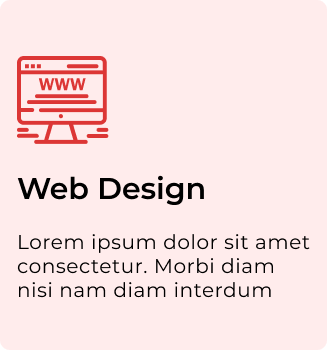 WWW
Web Design
Lorem ipsum dolor sit amet
consectetur. Morbi diam
nisi nam diam interdum